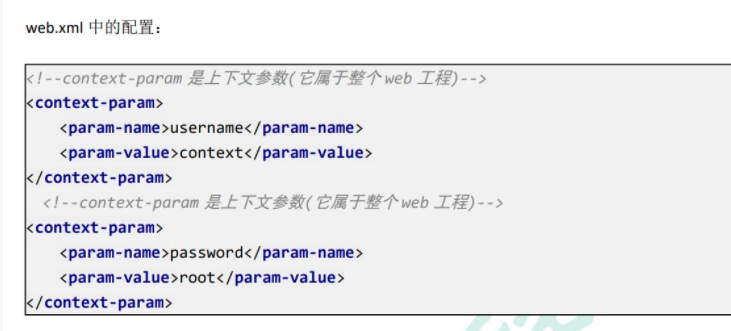 web.xml 中的配置：
<!--context-param 是上下文参数(它属于整个 web 工程)-->
<context-param>
<param-name>username</param-name>
<param-value>context</param-value>
</context-param>
<!--context-param 是上下文参数(它属于整个 web 工程)-->
<context-param>
<param-name>password</param-name>
<param-value>root</param-value>
</context-param>